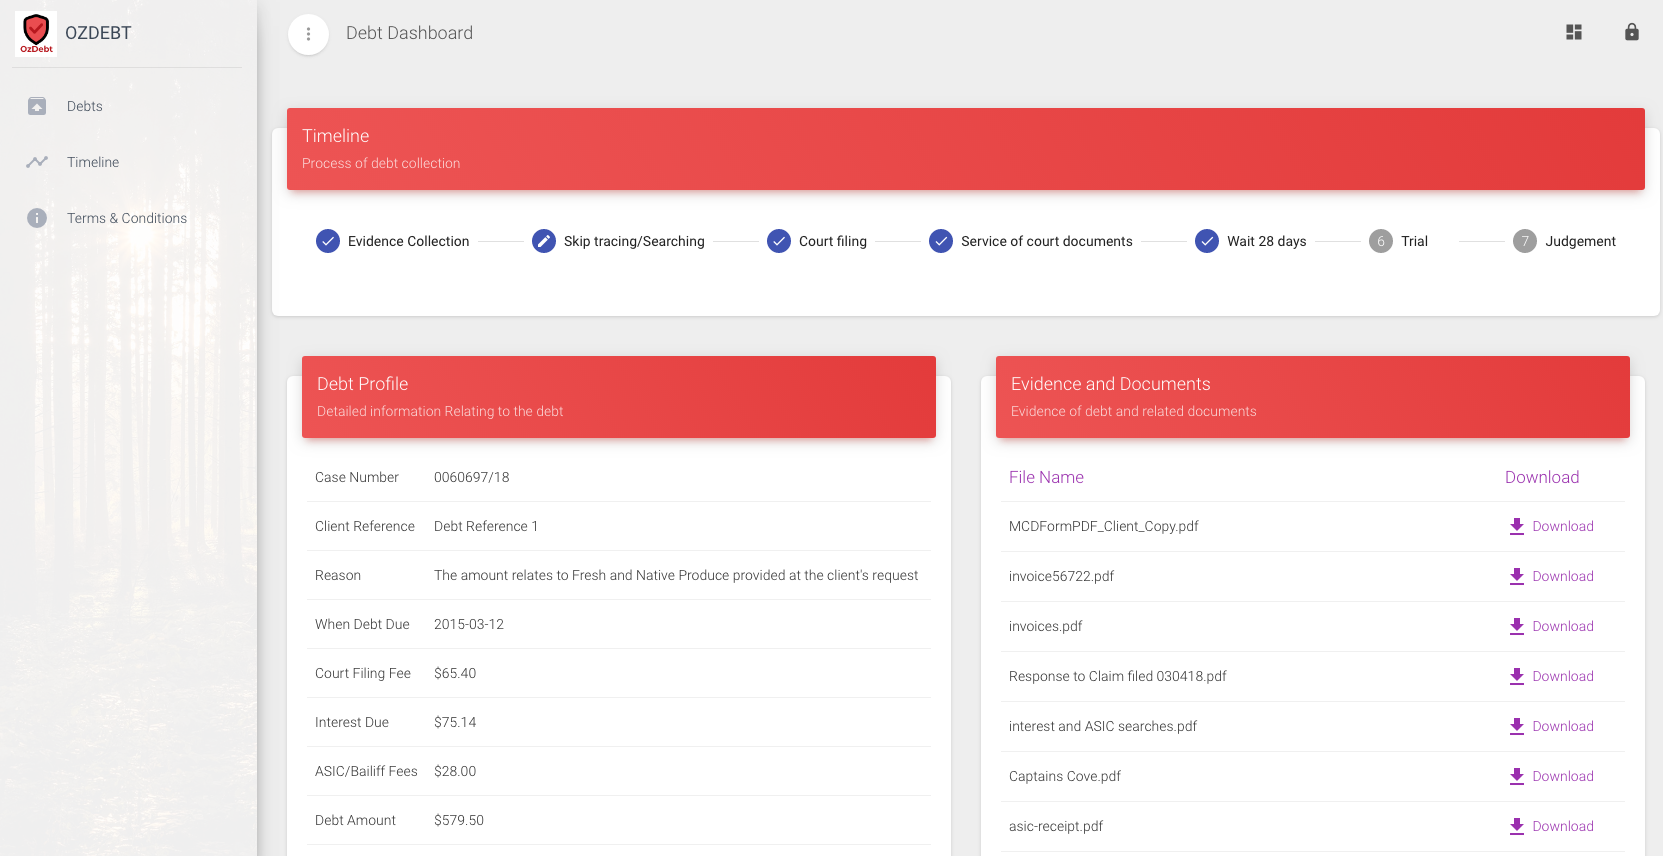 OzDebt
OZDEBT
Debts
Timeline
Terms & Conditions
Debt Dashboard
Timeline
Process of debt collection
Evidence Collection
Skip tracing/Searching
Court filing
Service of court documents
Wait 28 days
6 Trial
7 Judgement
Debt Profile
Detailed information Relating to the debt
Case Number 0060697/18
Client Reference Debt Reference 1
Reason The amount relates to Fresh and Native Produce provided at the client's request
When Debt Due 2015-03-12
Court Filing Fee $65.40
Interest Due $75.14
ASIC/Bailiff Fees $28.00
Debt Amount $579.50
Evidence and Documents
Evidence of debt and related documents
File Name Download
MCDFormPDF_Client_Copy.pdf Download
invoice56722.pdf Download
invoices.pdf Download
Response to Claim filed 030418.pdf Download
interest and ASIC searches.pdf Download
Captains Cove.pdf Download
asic-receipt.pdf Download